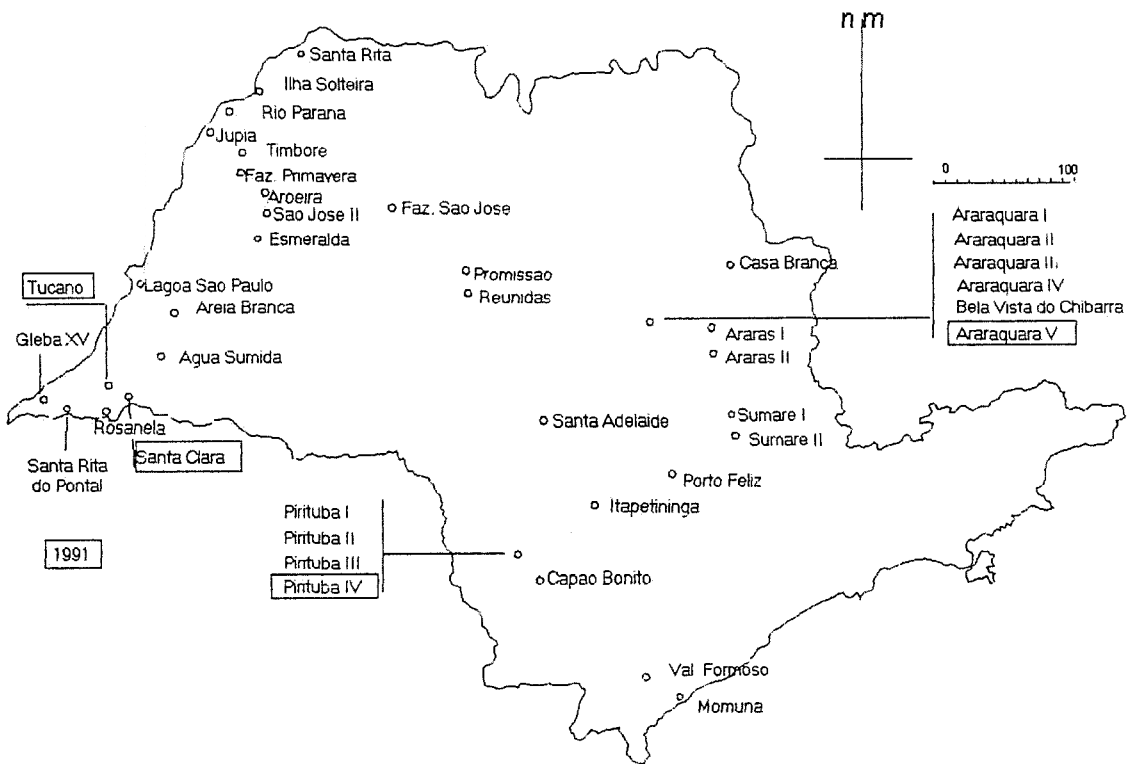 n m
Santa Rita
Ilha Solteira
Rio Parana
Jupia
Timbore
Faz. Primavera
Aroeira
Sao Jose II
Faz. Sao Jose
Esmeralda
0 100
Araraquara I
Araraquara II
Araraquara III
Araraquara IV
Bela Vista do Chibarra
Araraquara V
Casa Branca
Promissao
Reunidas
Tucano
Lagoa Sao Paulo
Areia Branca
Gleba XV
Agua Sumida
Araras I
Araras II
Rosanela
Santa Clara
Santa Rita
do Pontal
Santa Adelaide
Sumare I
Sumare II
Porto Feliz
Itapetininga
1991
Pirituba I
Pirituba II
Pirituba III
Pirituba IV
Capao Bonito
Val Formoso
Momuna